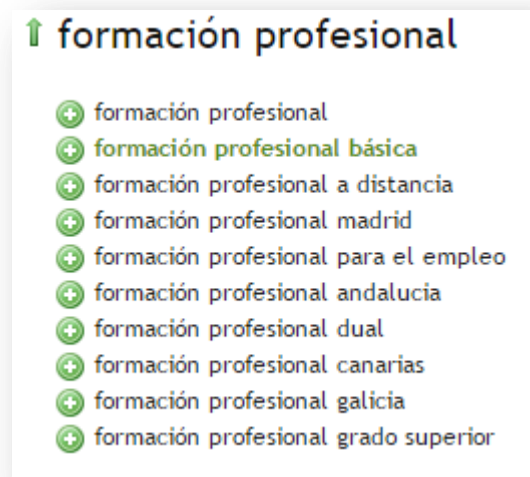 formación profesional
formación profesional
formación profesional básica
formación profesional a distancia
formación profesional madrid
formación profesional para el empleo
formación profesional andalucia
formación profesional dual
formación profesional canarias
formación profesional galicia
formación profesional grado superior